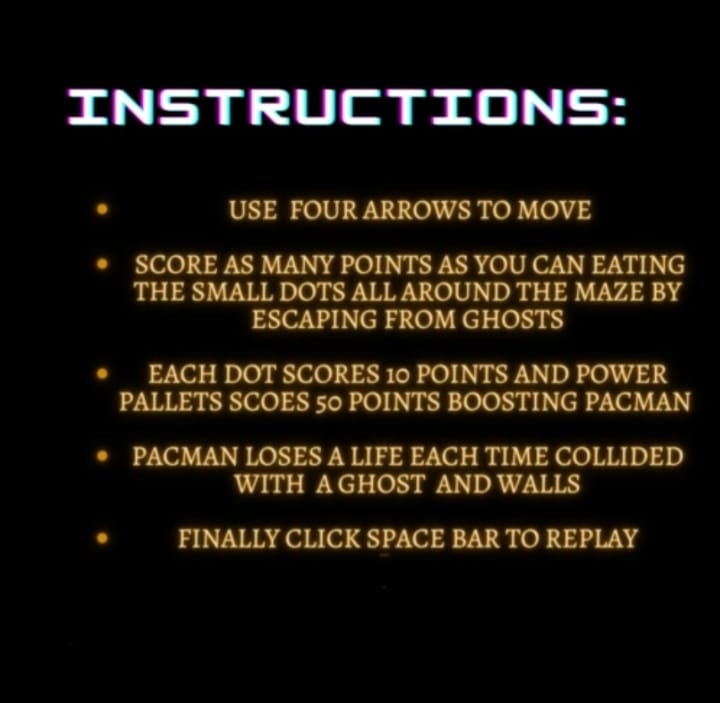 INSTRUCTIONS:
• USE FOUR ARROWS TO MOVE
• SCORE AS MANY POINTS AS YOU CAN EATING
THE SMALL DOTS ALL AROUND THE MAZE BY
ESCAPING FROM GHOSTS
• EACH DOT SCORES 10 POINTS AND POWER
PALLETS SCOES 50 POINTS BOOSTING PACMAN
• PACMAN LOSES A LIFE EACH TIME COLLIDED
WITH A GHOST AND WALLS
• FINALLY CLICK SPACE BAR TO REPLAY